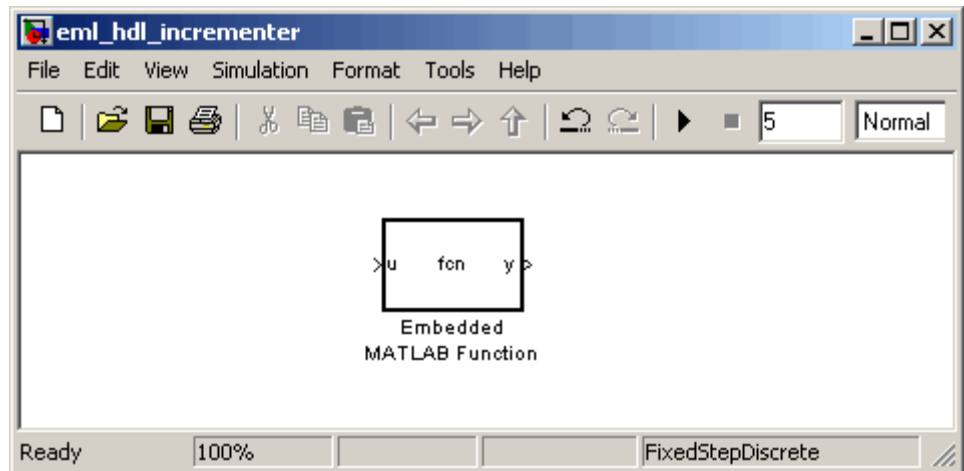 eml_hdl_incrementer
File Edit View Simulation Format Tools Help
5 Normal
u fcn y
Embedded
MATLAB Function
Ready 100% FixedStepDiscrete